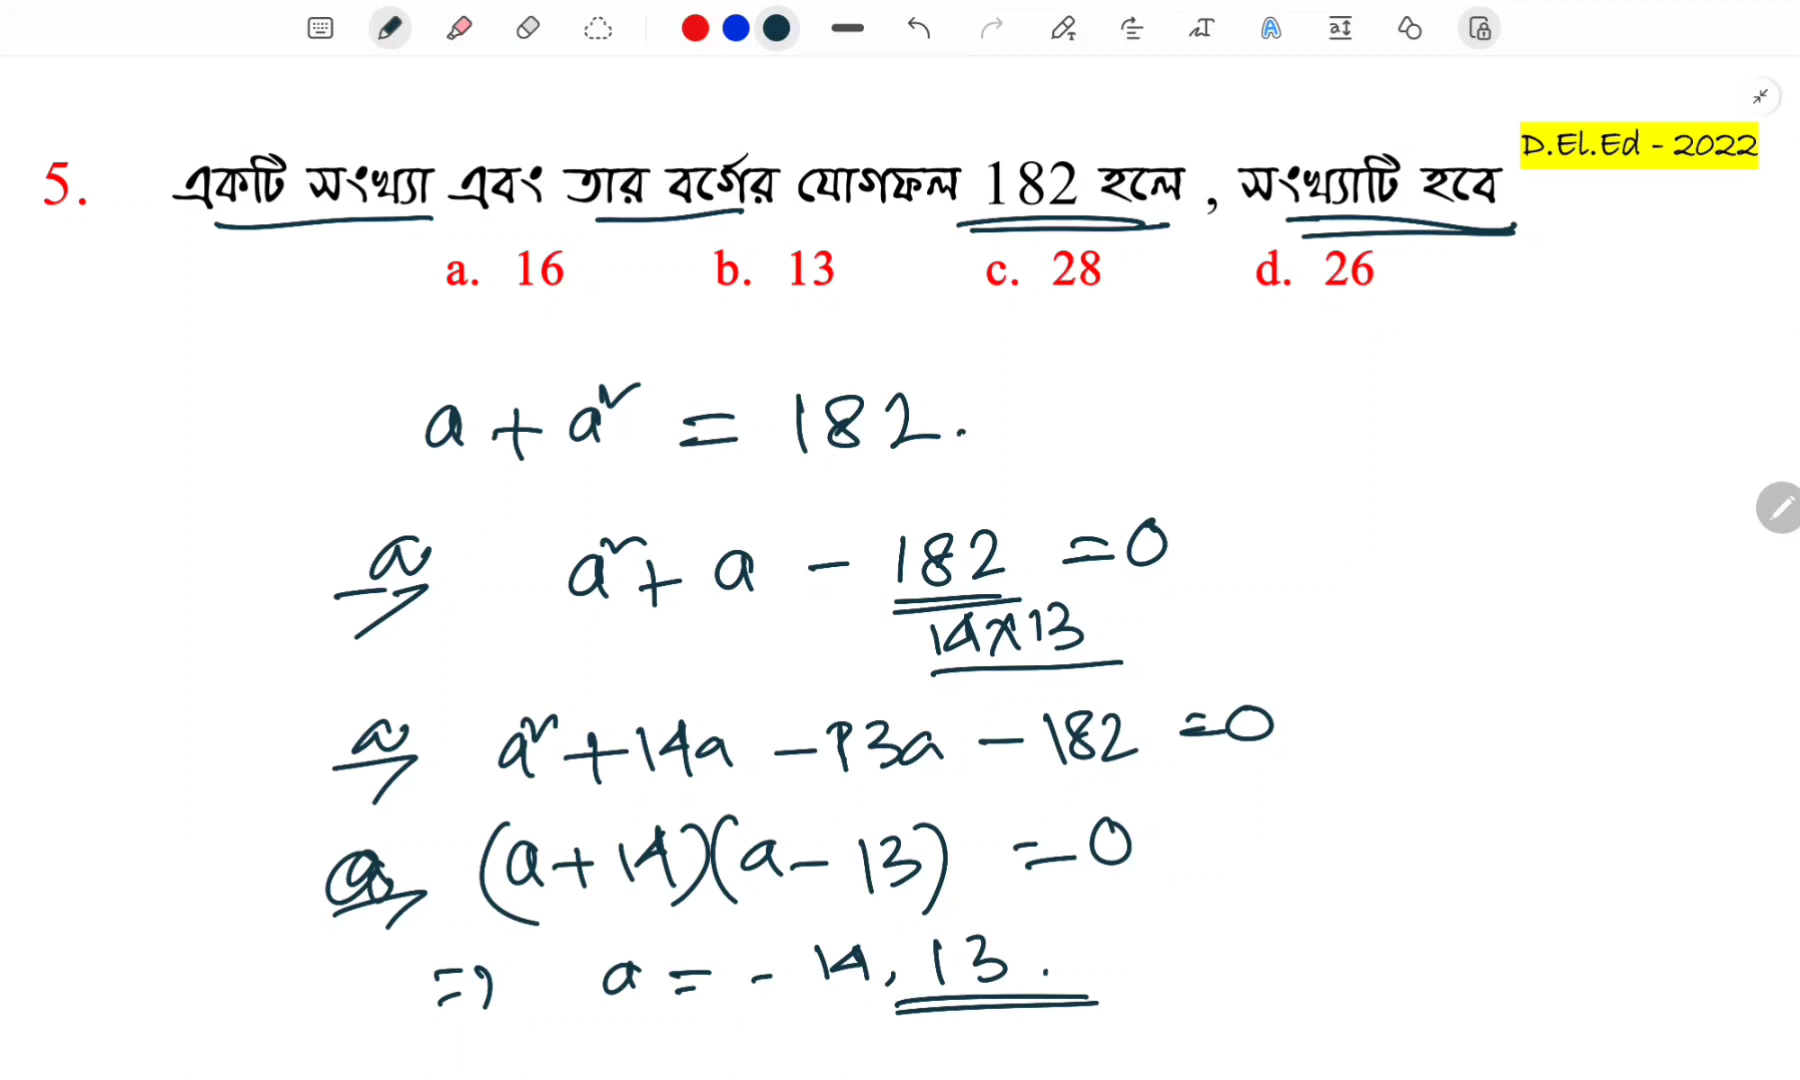 D.El.Ed - 2022
5. একটি সংখ্যা এবং তার বর্গের যোগফল 182 হলে , সংখ্যাটি হবে
a. 16 b. 13 c. 28 d. 26
a + a² = 182.
⇒ a² + a - 182 = 0
14×13
⇒ a² + 14a - 13a - 182 = 0
⇒ (a + 14)(a - 13) = 0
⇒ a = - 14, 13.